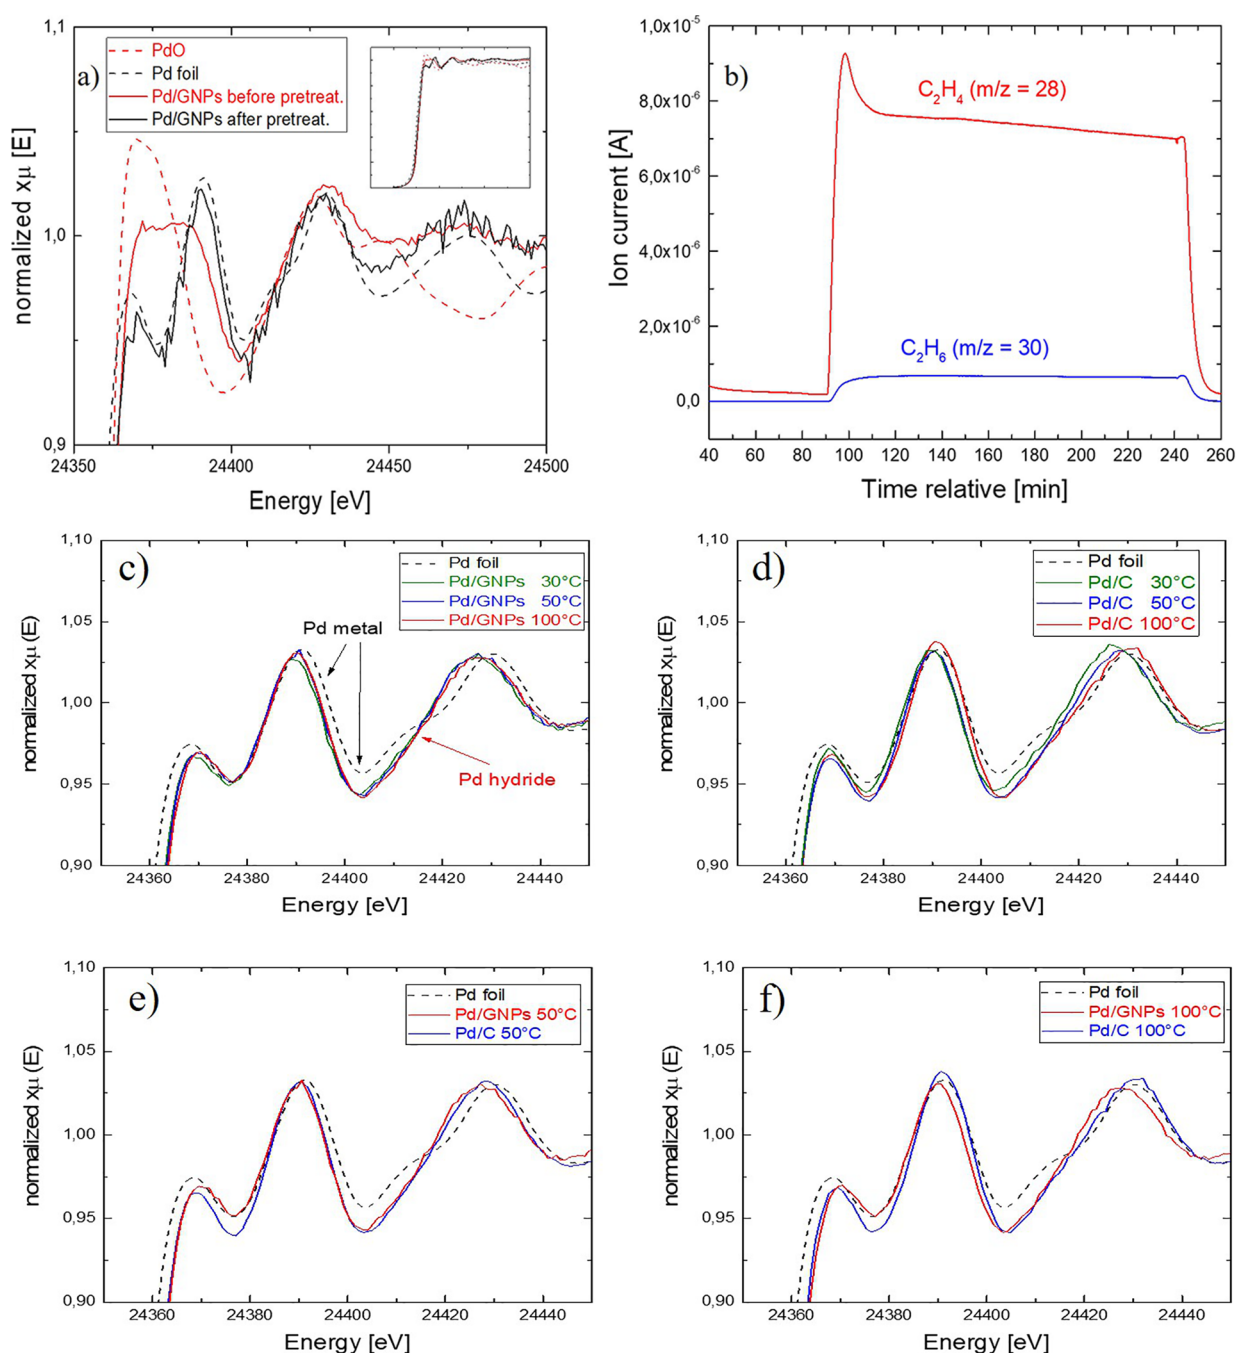 a)
PdO
Pd foil
Pd/GNPs before pretreat.
Pd/GNPs after pretreat.
1,1
1,0
0,9
normalized xμ [E]
24350 24400 24450 24500
Energy [eV]
b)
C₂H₄ (m/z = 28)
C₂H₆ (m/z = 30)
1,0x10⁻⁵
8,0x10⁻⁶
6,0x10⁻⁶
4,0x10⁻⁶
2,0x10⁻⁶
0,0
Ion current [A]
40 60 80 100 120 140 160 180 200 220 240 260
Time relative [min]
c)
Pd foil
Pd/GNPs 30°C
Pd/GNPs 50°C
Pd/GNPs 100°C
Pd metal
Pd hydride
1,10
1,05
1,00
0,95
0,90
normalized xμ (E)
24360 24380 24400 24420 24440
Energy [eV]
d)
Pd foil
Pd/C 30°C
Pd/C 50°C
Pd/C 100°C
1,10
1,05
1,00
0,95
0,90
normalized xμ (E)
24360 24380 24400 24420 24440
Energy [eV]
e)
Pd foil
Pd/GNPs 50°C
Pd/C 50°C
1,10
1,05
1,00
0,95
0,90
normalized xμ (E)
24360 24380 24400 24420 24440
Energy [eV]
f)
Pd foil
Pd/GNPs 100°C
Pd/C 100°C
1,10
1,05
1,00
0,95
0,90
normalized xμ (E)
24360 24380 24400 24420 24440
Energy [eV]